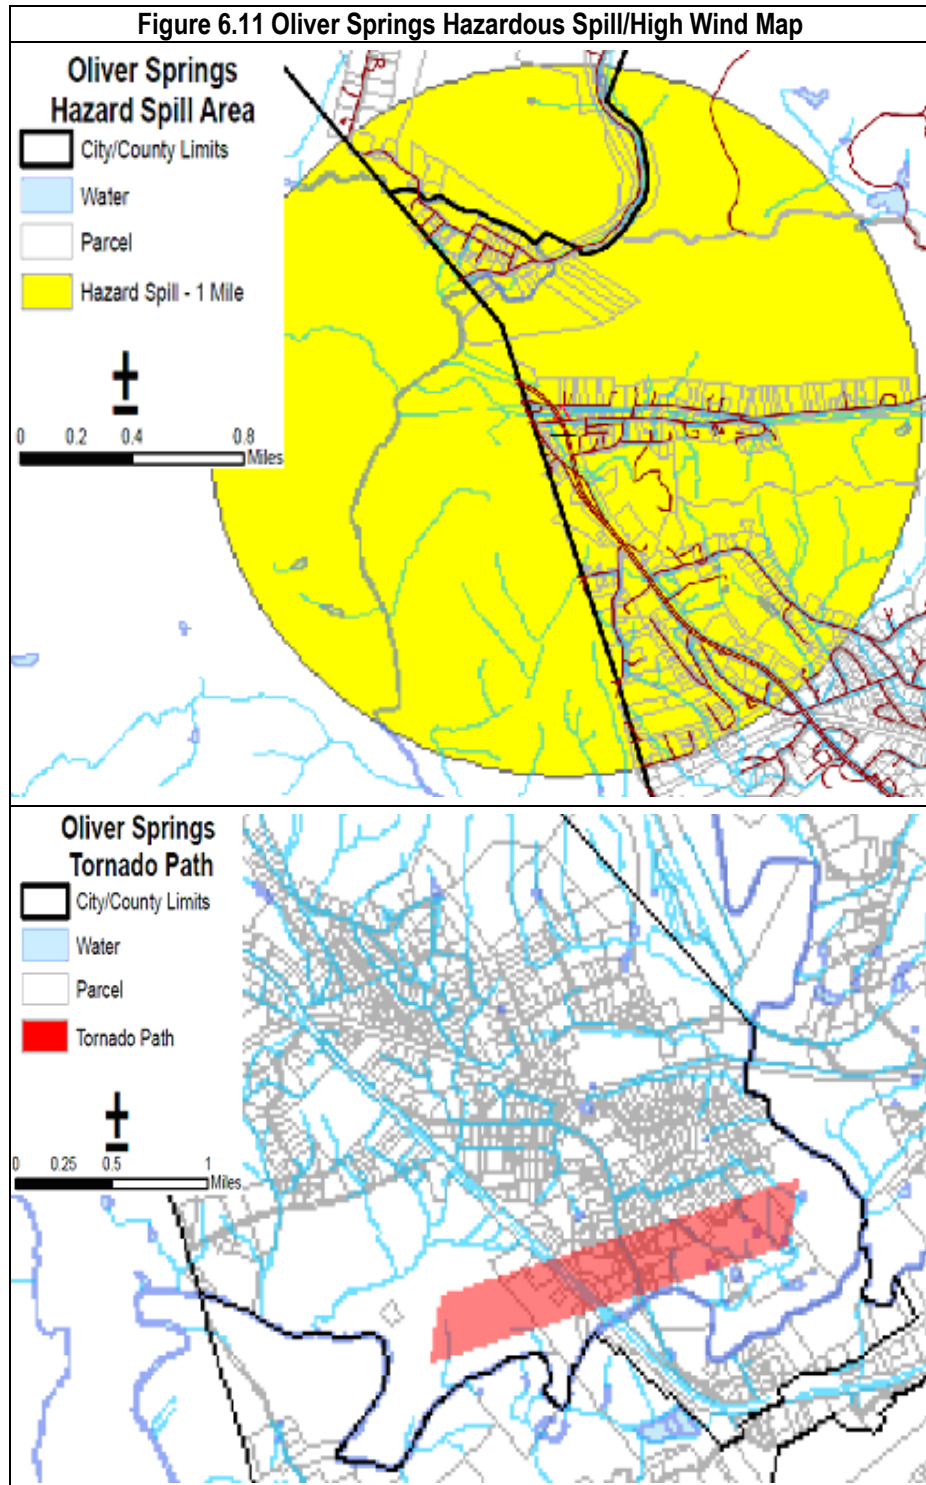 Figure 6.11 Oliver Springs Hazardous Spill/High Wind Map
Oliver Springs
Hazard Spill Area
City/County Limits
Water
Parcel
Hazard Spill - 1 Mile
0 0.2 0.4 0.8
Miles
Oliver Springs
Tornado Path
City/County Limits
Water
Parcel
Tornado Path
0 0.25 0.5 1
Miles